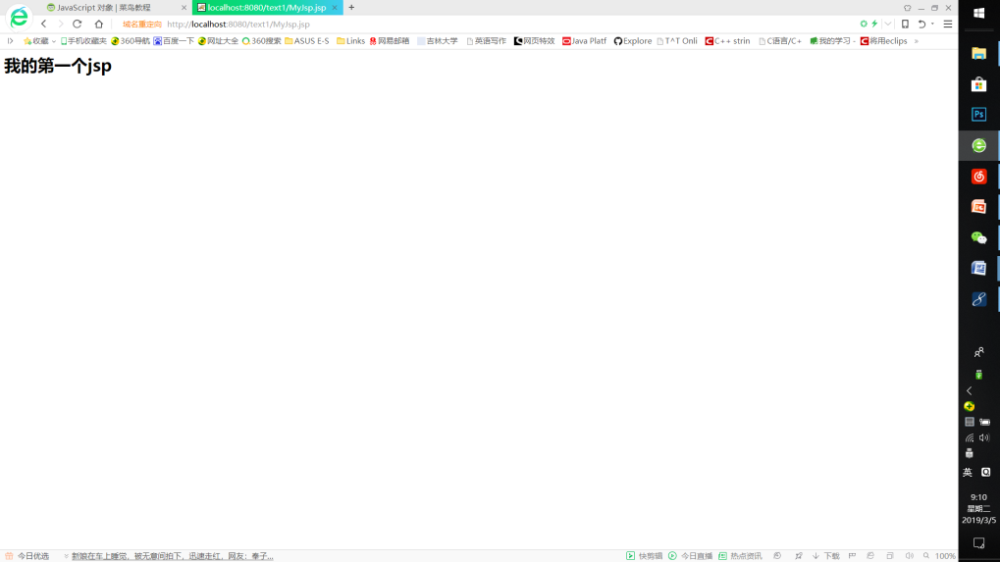 JavaScript 对象 | 菜鸟教程
localhost:8080/text1/MyJsp.jsp
域名重定向 http://localhost:8080/text1/MyJsp.jsp
收藏 手机收藏夹 360导航 百度一下 网址大全 360搜索 ASUS E-S Links 网易邮箱 吉林大学 英语写作 网页特效 Java Platf Explore T^T Onli C++ strin C语言/C+ 我的学习 将用eclips »
我的第一个jsp
Ps
英
9:10
星期二
2019/3/5
今日优选 新娘在车上睡觉，被无意间拍下，迅速走红，网友：奉子... 快剪辑 今日直播 热点资讯 下载 100%